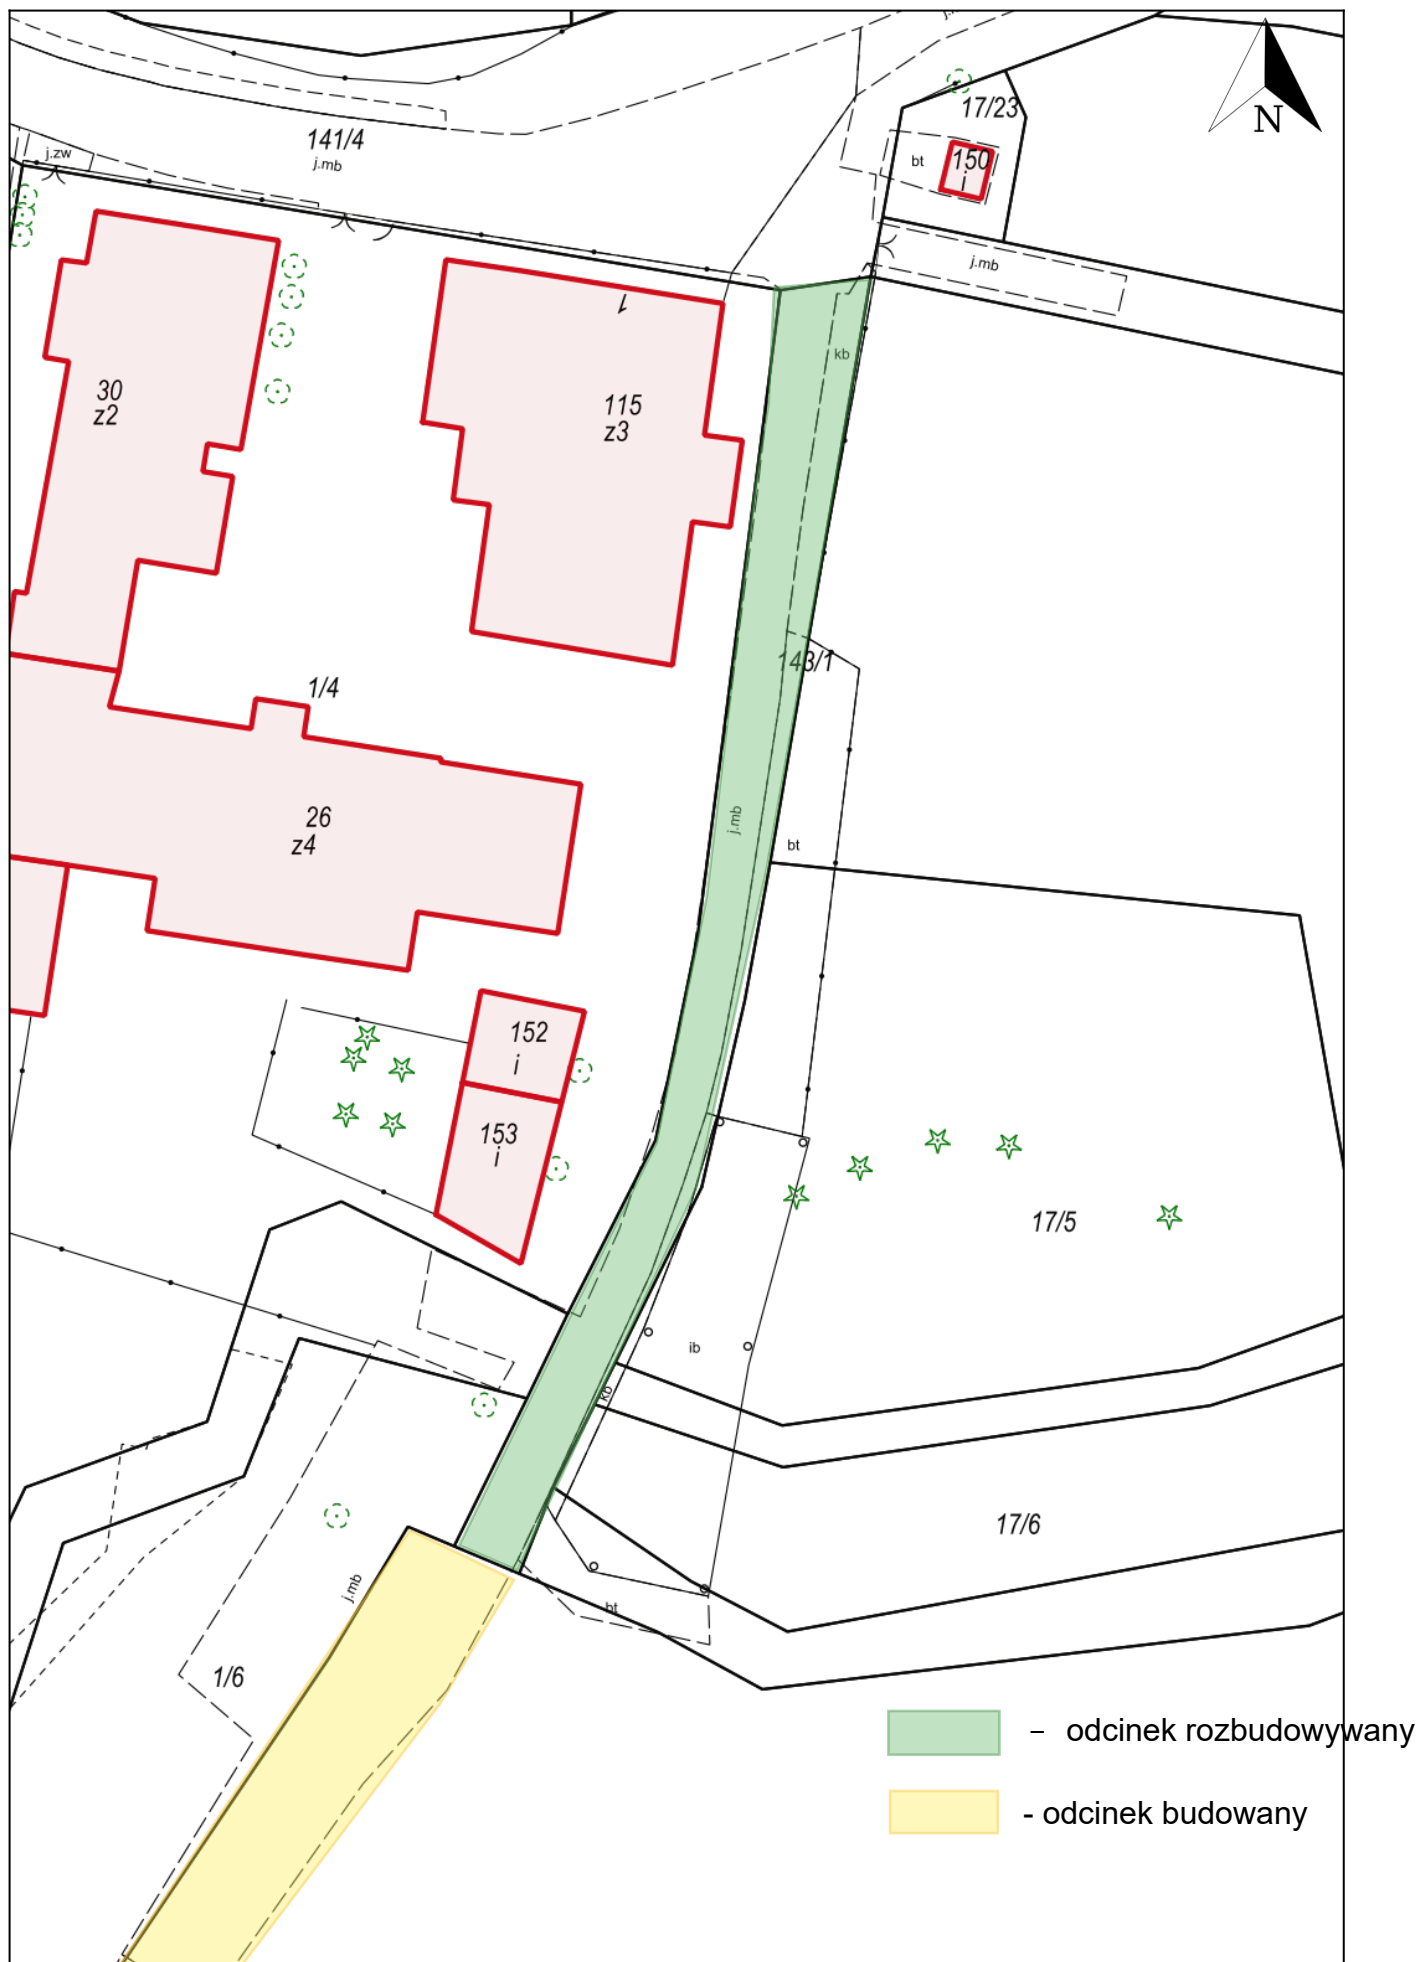 17/23
N
141/4
j.mb
j.zw
bt
150
i
j.mb
1
kb
30
z2
115
z3
143/1
1/4
26
z4
j.mb
bt
152
i
153
i
17/5
ib
kb
17/6
j.mb
bt
1/6
– odcinek rozbudowywany
- odcinek budowany